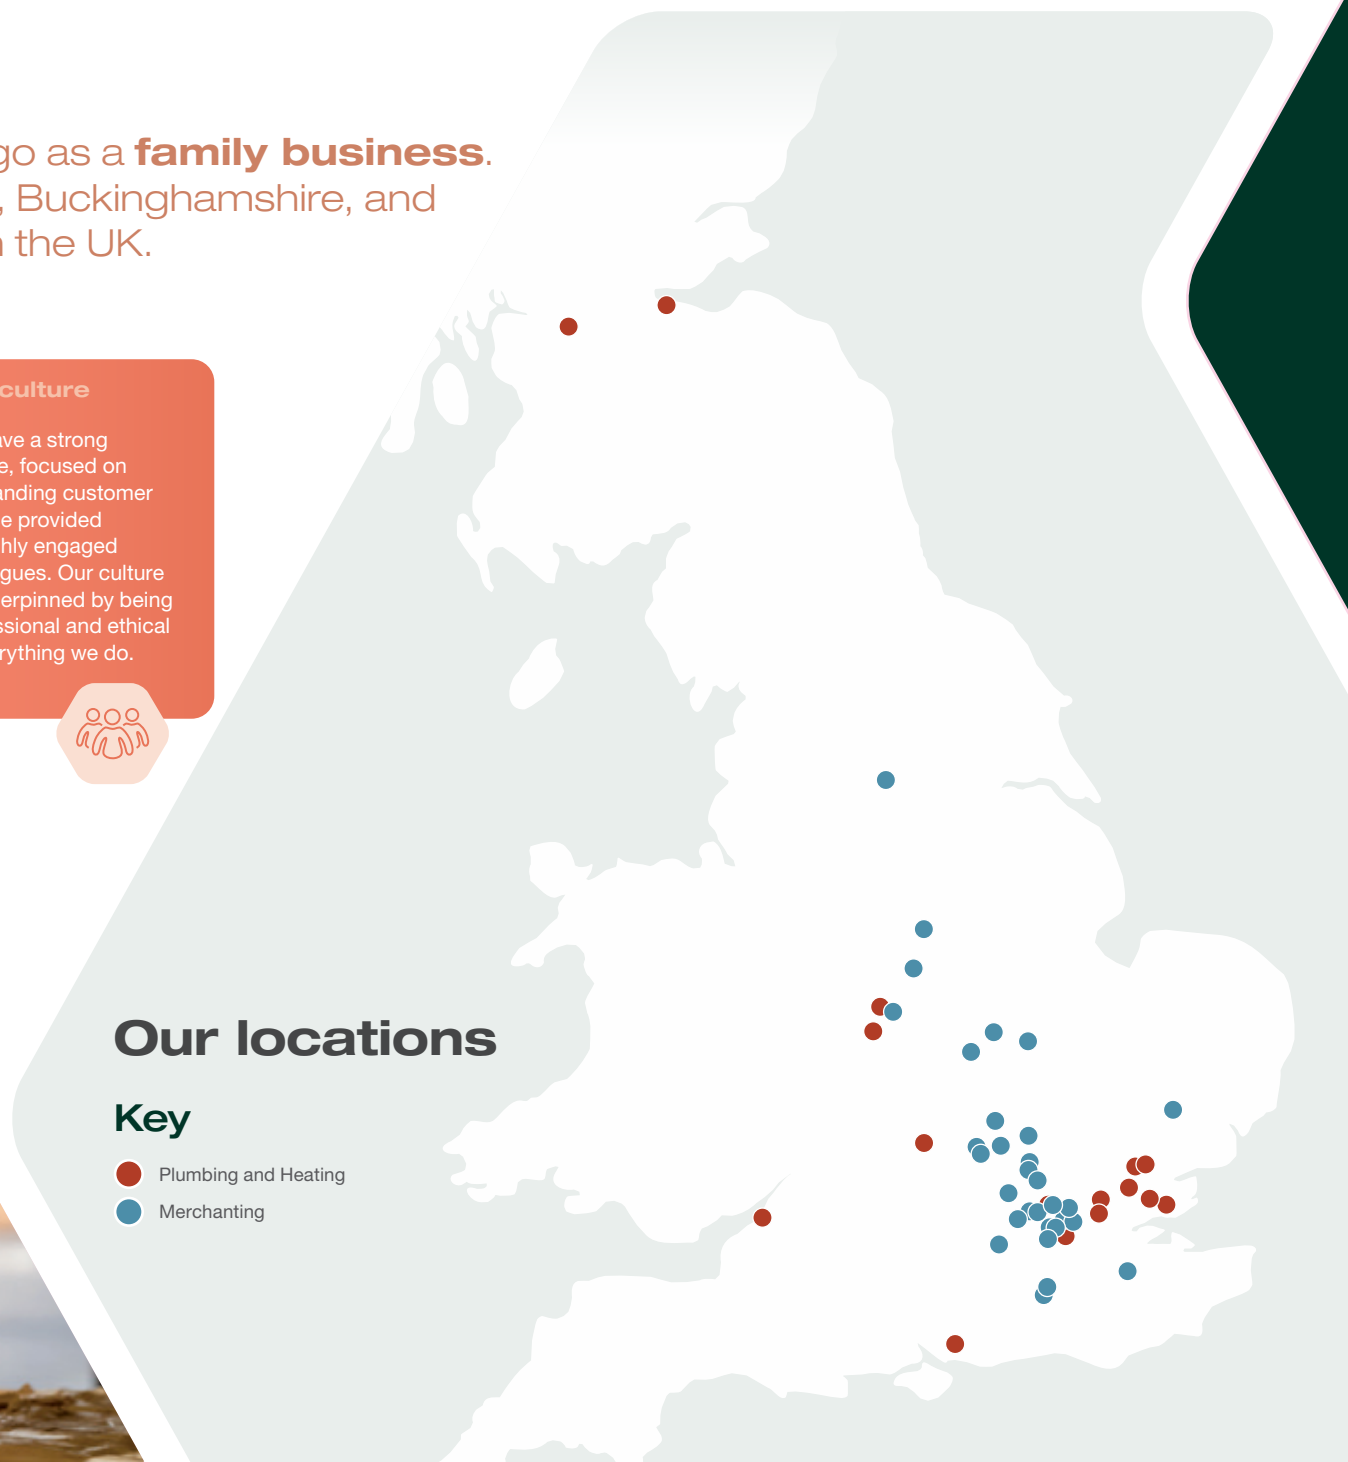 go as a family business.
, Buckinghamshire, and
the UK.
culture
ave a strong
e, focused on
anding customer
e provided
hly engaged
gues. Our culture
erpinned by being
ssional and ethical
rything we do.
Our locations
Key
Plumbing and Heating
Merchanting